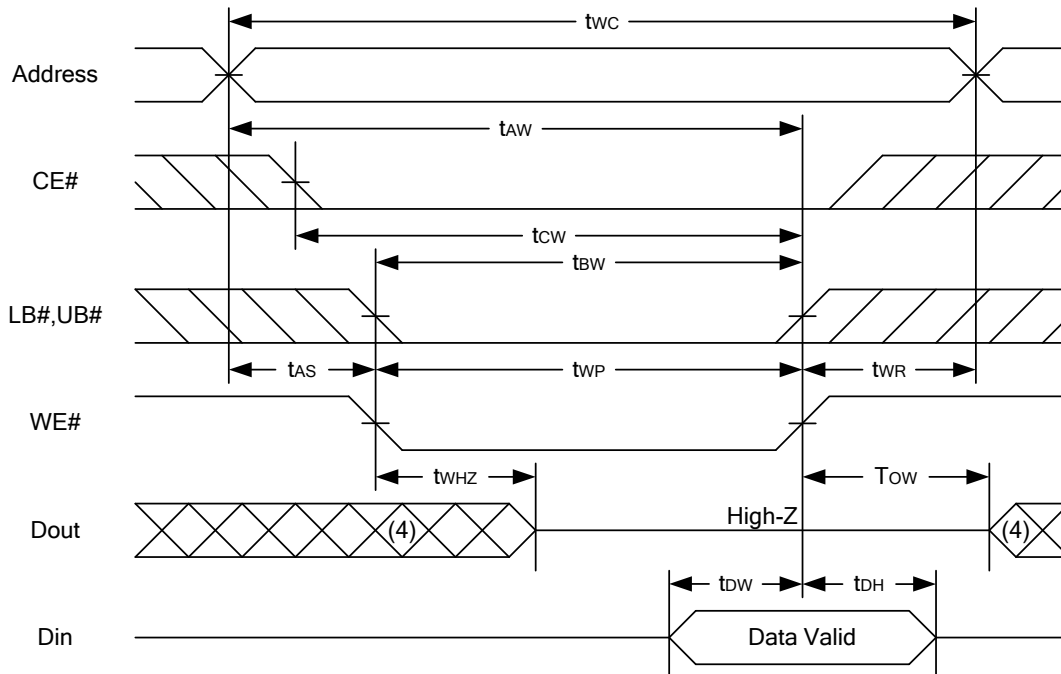 tWC
Address
tAW
CE#
tCW
tBW
LB#,UB#
tAS
tWP
tWR
WE#
tWHZ
TOW
Dout
(4)
High-Z
(4)
tDW
tDH
Din
Data Valid